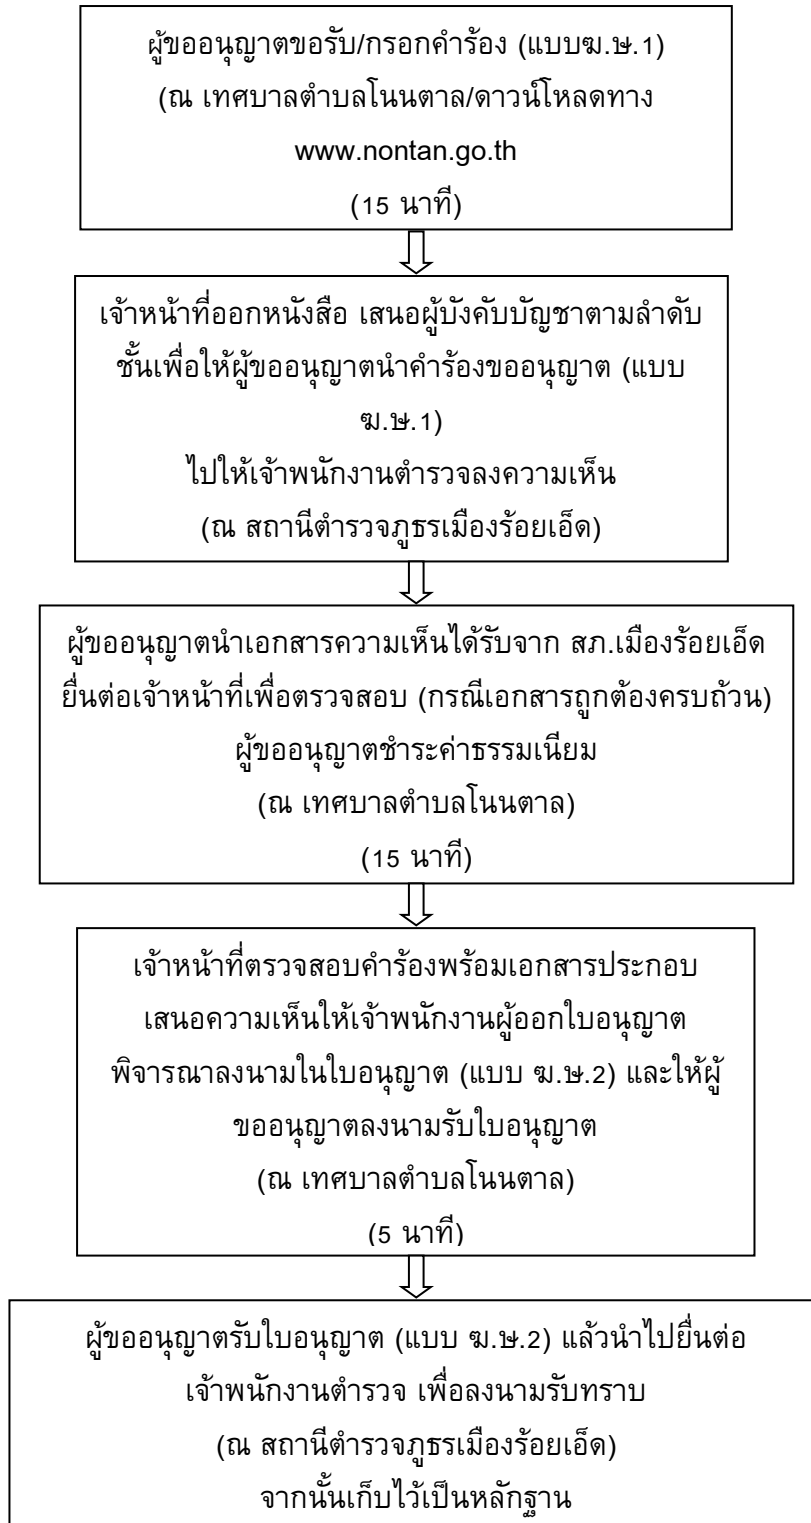 ผู้ขออนุญาตขอรับ/กรอกคำร้อง (แบบฆ.ษ.1)
(ณ เทศบาลตำบลโนนตาล/ดาวน์โหลดทาง
www.nontan.go.th
(15 นาที)
เจ้าหน้าที่ออกหนังสือ เสนอผู้บังคับบัญชาตามลำดับ
ชั้นเพื่อให้ผู้ขออนุญาตนำคำร้องขออนุญาต (แบบ
ฆ.ษ.1)
ไปให้เจ้าพนักงานตำรวจลงความเห็น
(ณ สถานีตำรวจภูธรเมืองร้อยเอ็ด)
ผู้ขออนุญาตนำเอกสารความเห็นได้รับจาก สภ.เมืองร้อยเอ็ด
ยื่นต่อเจ้าหน้าที่เพื่อตรวจสอบ (กรณีเอกสารถูกต้องครบถ้วน)
ผู้ขออนุญาตชำระค่าธรรมเนียม
(ณ เทศบาลตำบลโนนตาล)
(15 นาที)
เจ้าหน้าที่ตรวจสอบคำร้องพร้อมเอกสารประกอบ
เสนอความเห็นให้เจ้าพนักงานผู้ออกใบอนุญาต
พิจารณาลงนามในใบอนุญาต (แบบ ฆ.ษ.2) และให้ผู้
ขออนุญาตลงนามรับใบอนุญาต
(ณ เทศบาลตำบลโนนตาล)
(5 นาที)
ผู้ขออนุญาตรับใบอนุญาต (แบบ ฆ.ษ.2) แล้วนำไปยื่นต่อ
เจ้าพนักงานตำรวจ เพื่อลงนามรับทราบ
(ณ สถานีตำรวจภูธรเมืองร้อยเอ็ด)
จากนั้นเก็บไว้เป็นหลักฐาน